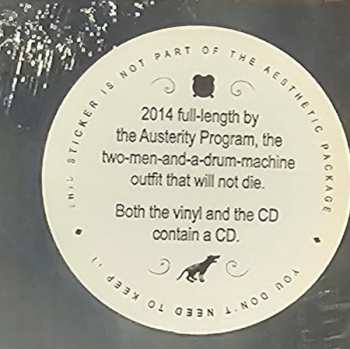 THIS STICKER IS NOT PART OF THE AESTHETIC PACKAGE
2014 full-length by
the Austerity Program, the
two-men-and-a-drum-machine
outfit that will not die.
Both the vinyl and the CD
contain a CD.
YOU DON'T NEED TO KEEP IT